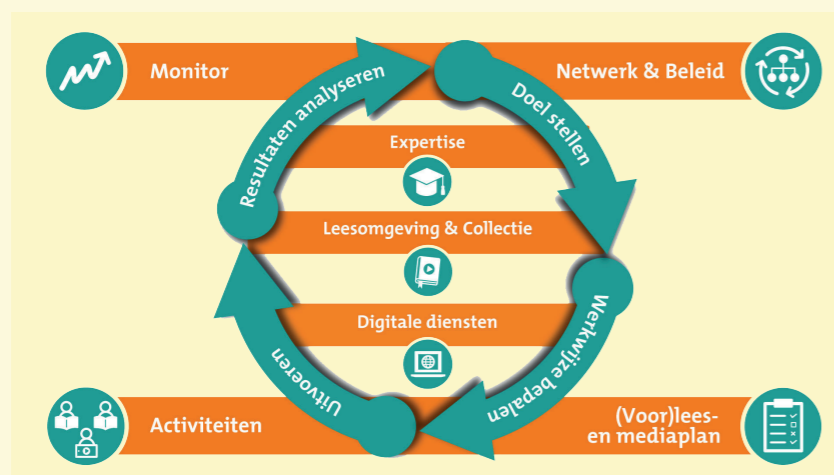 Monitor
Resultaten analyseren
Netwerk & Beleid
Doel stellen
Expertise
Leesomgeving & Collectie
Digitale diensten
Werkwijze bepalen
Uitvoeren
Activiteiten
(Voor)lees-
en mediaplan